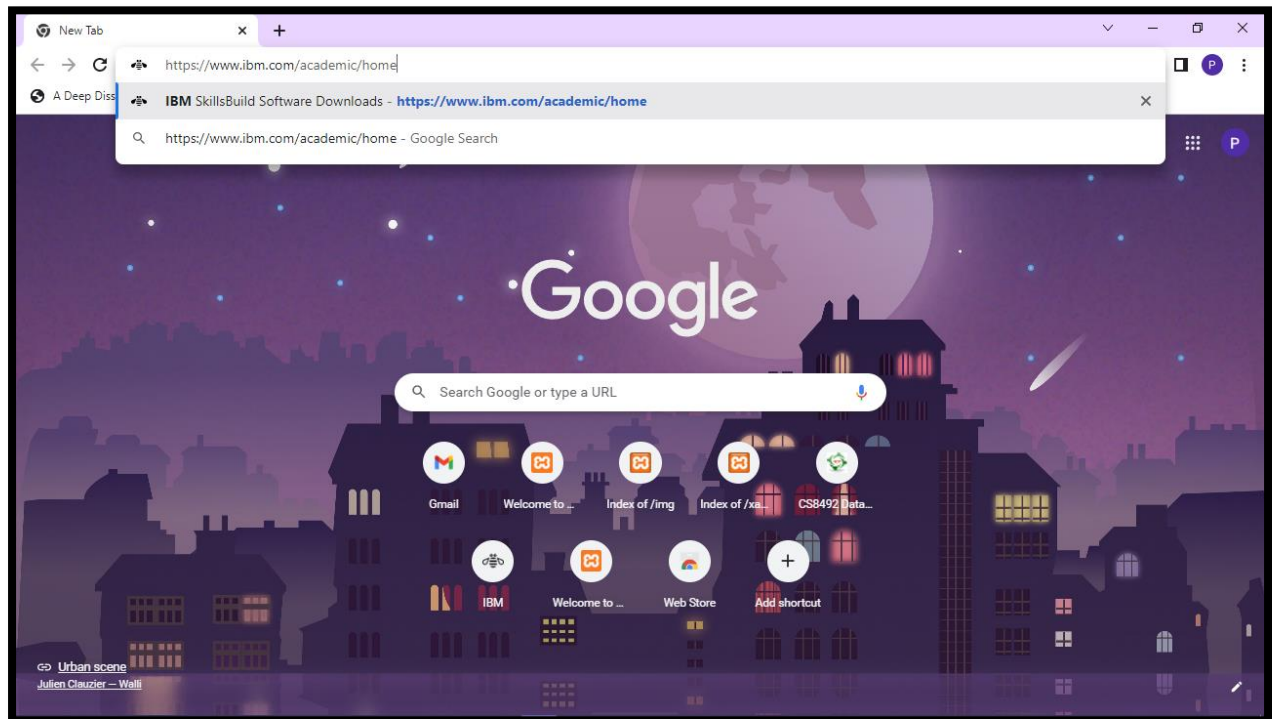 New Tab
https://www.ibm.com/academic/home
P
A Deep Diss
IBM SkillsBuild Software Downloads - https://www.ibm.com/academic/home
https://www.ibm.com/academic/home - Google Search
P
Google
Search Google or type a URL
Gmail
Welcome to ...
Index of /img
Index of /xa...
CS8492 Data...
IBM
Welcome to ...
Web Store
Add shortcut
Urban scene
Julien Clauzier — Walli